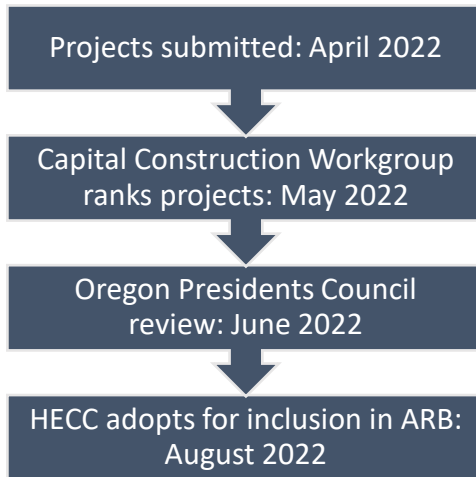 Projects submitted: April 2022
Capital Construction Workgroup
ranks projects: May 2022
Oregon Presidents Council
review: June 2022
HECC adopts for inclusion in ARB:
August 2022